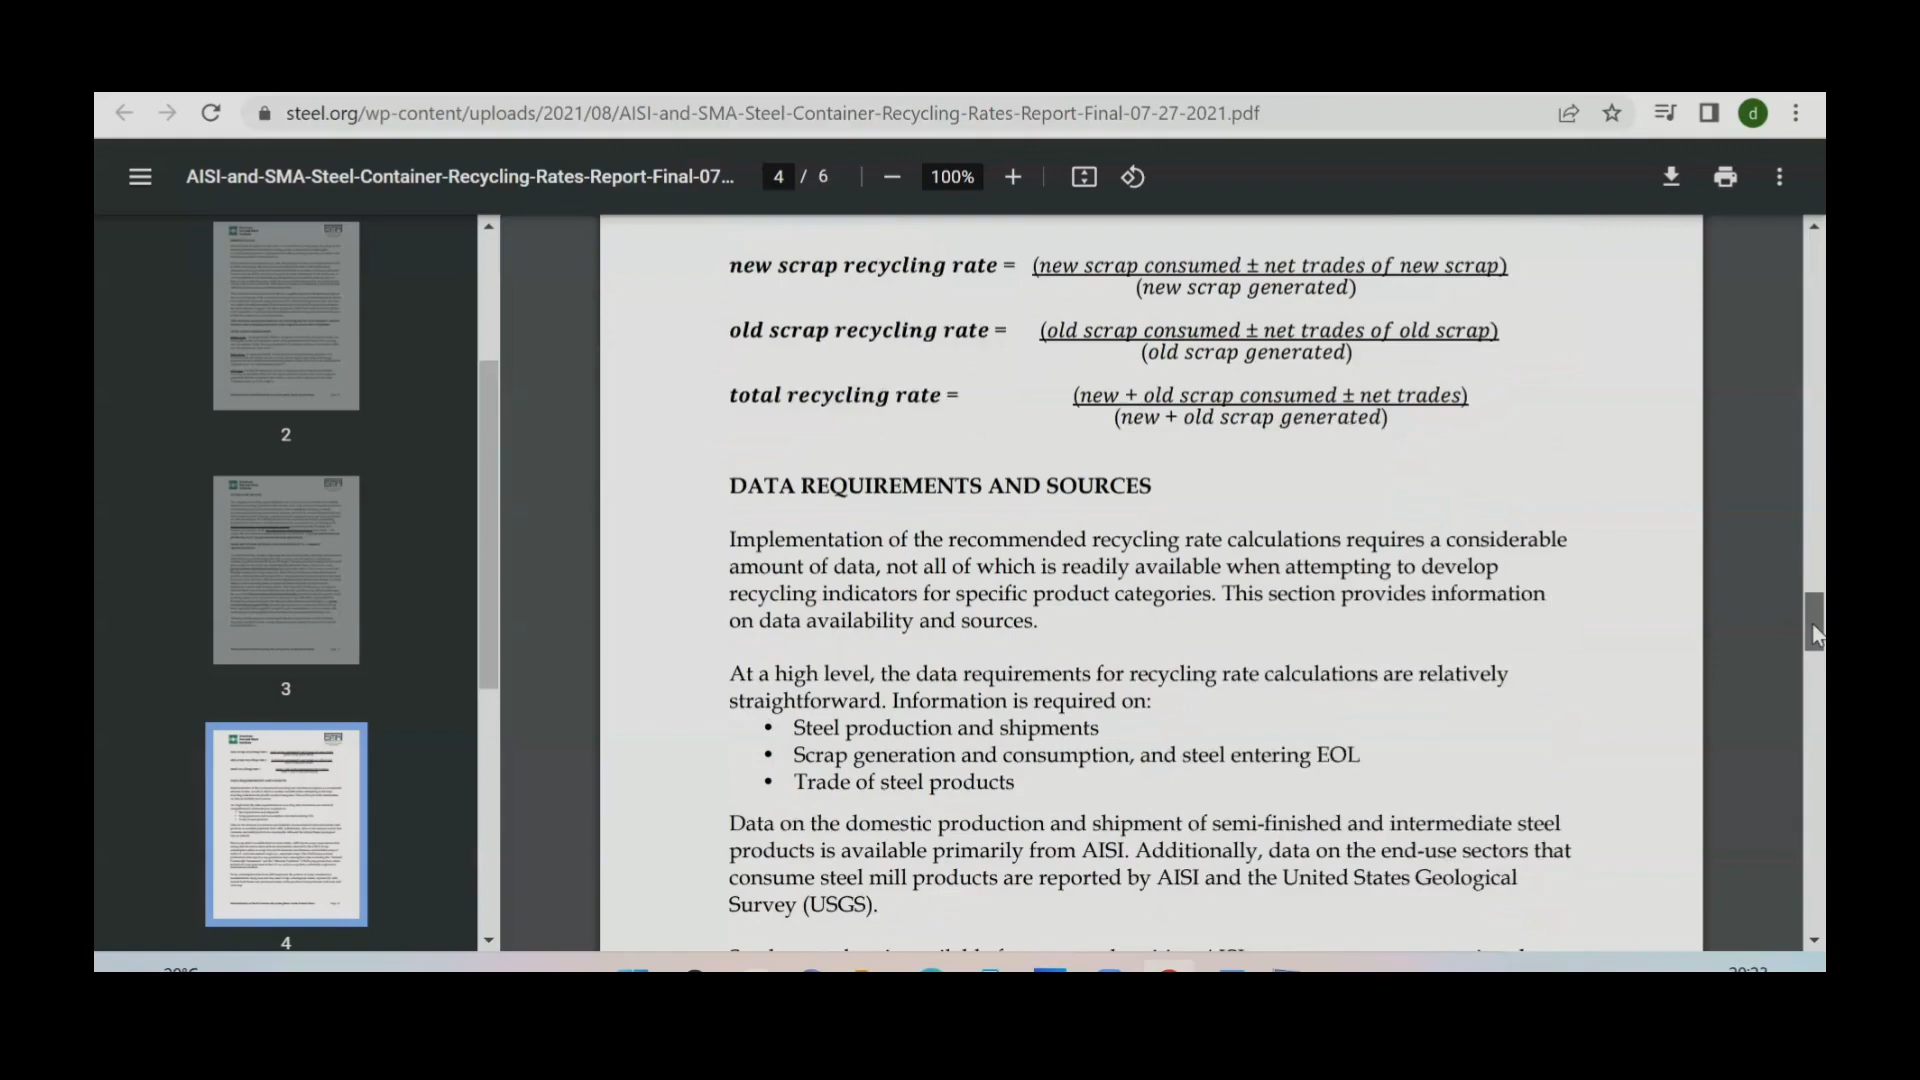 steel.org/wp-content/uploads/2021/08/AISI-and-SMA-Steel-Container-Recycling-Rates-Report-Final-07-27-2021.pdf
d
AISI-and-SMA-Steel-Container-Recycling-Rates-Report-Final-07...
4 / 6
100%
2
3
4
new scrap recycling rate = (new scrap consumed ± net trades of new scrap)
(new scrap generated)
old scrap recycling rate = (old scrap consumed ± net trades of old scrap)
(old scrap generated)
total recycling rate = (new + old scrap consumed ± net trades)
(new + old scrap generated)
DATA REQUIREMENTS AND SOURCES
Implementation of the recommended recycling rate calculations requires a considerable
amount of data, not all of which is readily available when attempting to develop
recycling indicators for specific product categories. This section provides information
on data availability and sources.
At a high level, the data requirements for recycling rate calculations are relatively
straightforward. Information is required on:
• Steel production and shipments
• Scrap generation and consumption, and steel entering EOL
• Trade of steel products
Data on the domestic production and shipment of semi-finished and intermediate steel
products is available primarily from AISI. Additionally, data on the end-use sectors that
consume steel mill products are reported by AISI and the United States Geological
Survey (USGS).